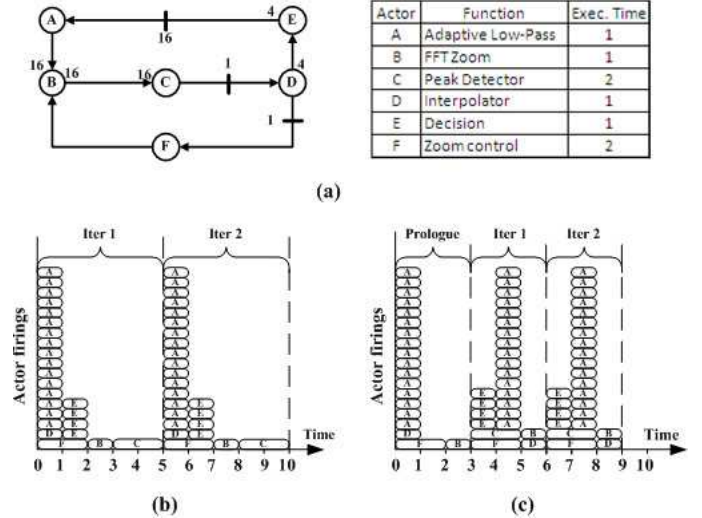 A
16
4
E
16
B
16
16
C
1
4
D
1
F
Actor Function Exec. Time
A Adaptive Low-Pass 1
B FFT Zoom 1
C Peak Detector 2
D Interpolator 1
E Decision 1
F Zoom control 2
(a)
Iter 1 Iter 2
Actor firings
A A
A A
A A
A A
A A
A A
A A
A A
A A
A A
A A
A A
A A
A E A E
A E A E
A E A E
D E D E
F B C F B C
Time
0 1 2 3 4 5 6 7 8 9 10
(b)
Prologue Iter 1 Iter 2
Actor firings
A A A
A A A
A A A
A A A
A A A
A A A
A A A
A A A
A A A
A A A
A A A
A A A
A E A E A
A E A E A
A E A E A
A E A E A
D C B C B
F B F D F D
Time
0 1 2 3 4 5 6 7 8 9 10
(c)